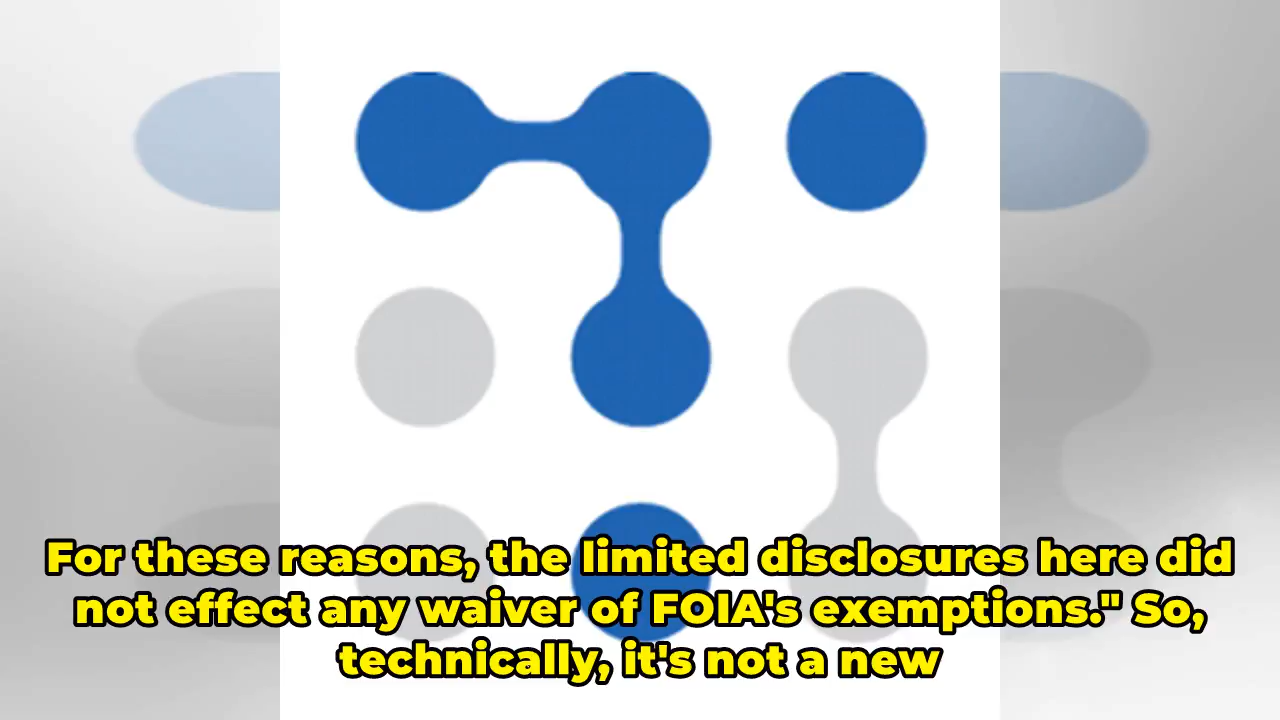 For these reasons, the limited disclosures here did
not effect any waiver of FOIA's exemptions." So,
technically, it's not a new